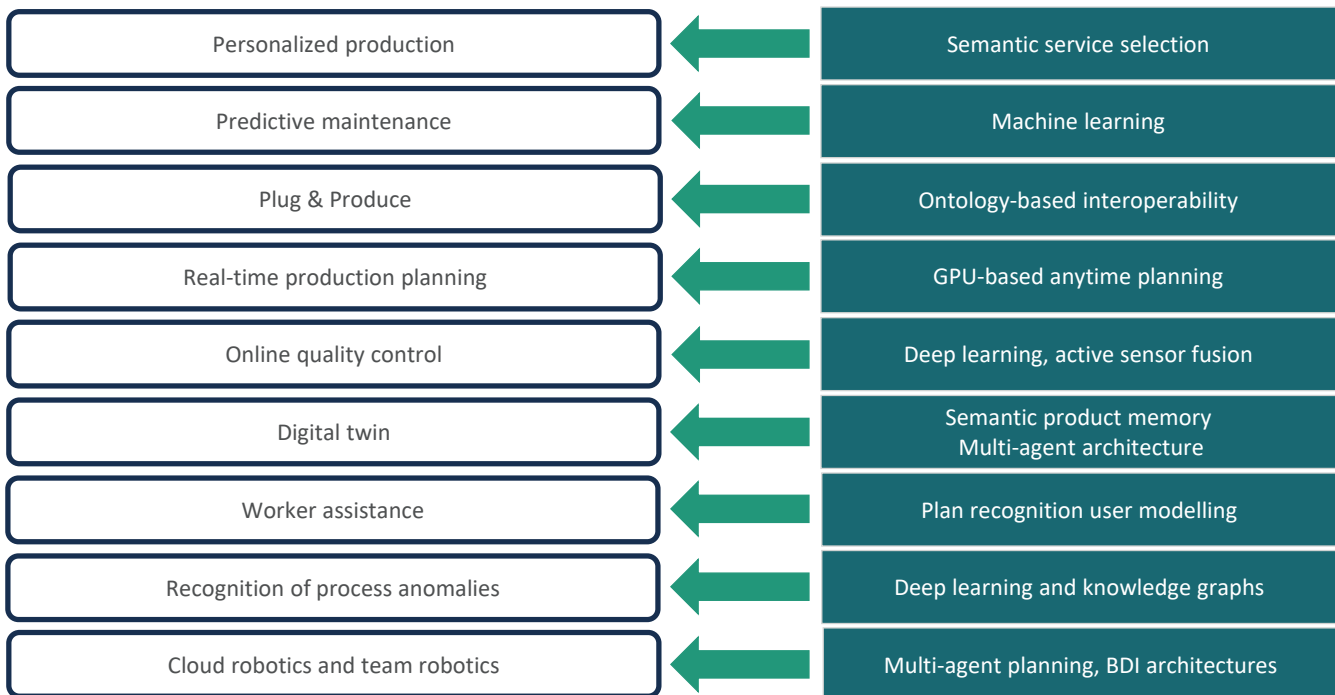 Personalized production
Semantic service selection
Predictive maintenance
Machine learning
Plug & Produce
Ontology-based interoperability
Real-time production planning
GPU-based anytime planning
Online quality control
Deep learning, active sensor fusion
Digital twin
Semantic product memory
Multi-agent architecture
Worker assistance
Plan recognition user modelling
Recognition of process anomalies
Deep learning and knowledge graphs
Cloud robotics and team robotics
Multi-agent planning, BDI architectures